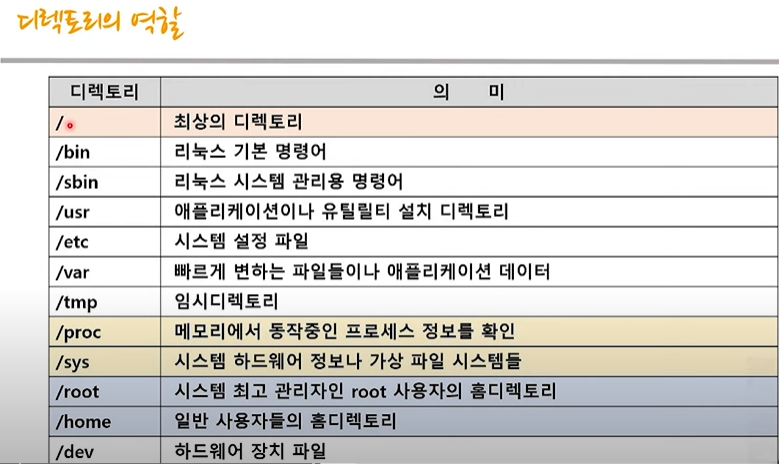 디렉토리의 역할
디렉토리 의 미
/ 최상의 디렉토리
/bin 리눅스 기본 명령어
/sbin 리눅스 시스템 관리용 명령어
/usr 애플리케이션이나 유틸릴티 설치 디렉토리
/etc 시스템 설정 파일
/var 빠르게 변하는 파일들이나 애플리케이션 데이터
/tmp 임시디렉토리
/proc 메모리에서 동작중인 프로세스 정보를 확인
/sys 시스템 하드웨어 정보나 가상 파일 시스템들
/root 시스템 최고 관리자인 root 사용자의 홈디렉토리
/home 일반 사용자들의 홈디렉토리
/dev 하드웨어 장치 파일